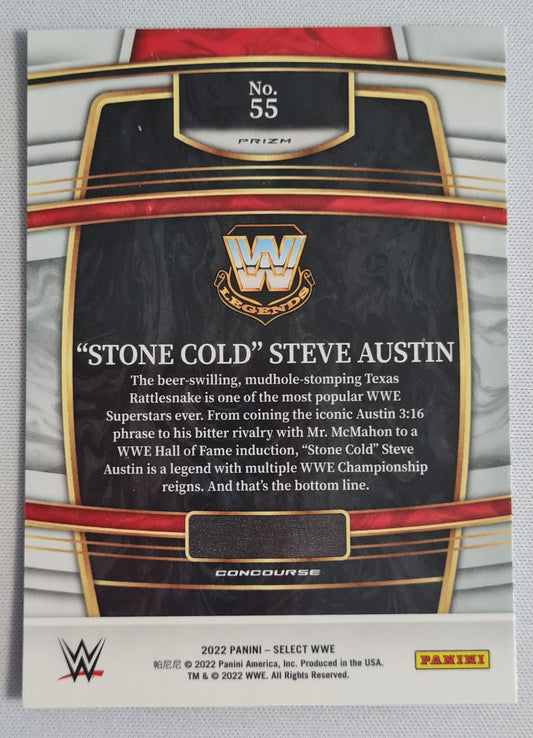 No.
55
PRIZM
W
LEGENDS
“STONE COLD” STEVE AUSTIN
The beer-swilling, mudhole-stomping Texas
Rattlesnake is one of the most popular WWE
Superstars ever. From coining the iconic Austin 3:16
phrase to his bitter rivalry with Mr. McMahon to a
WWE Hall of Fame induction, “Stone Cold” Steve
Austin is a legend with multiple WWE Championship
reigns. And that’s the bottom line.
CONCOURSE
W
2022 PANINI – SELECT WWE
帕尼尼 © 2022 Panini America, Inc. Produced in the USA.
TM & © 2022 WWE. All Rights Reserved.
PANINI